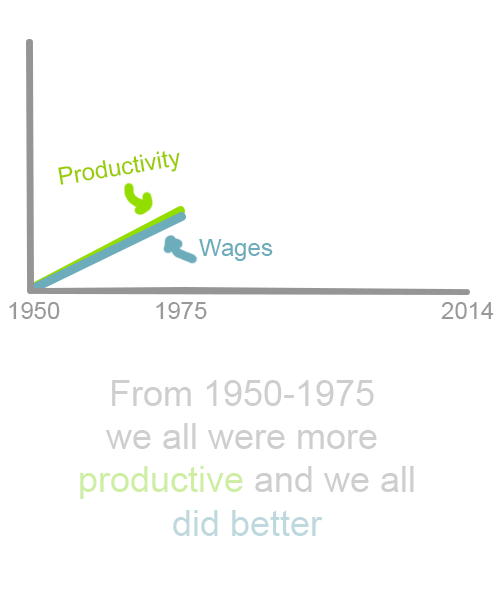 Productivity
Wages
1950
1975
2014
From 1950-1975
we all were more
productive and we all
did better